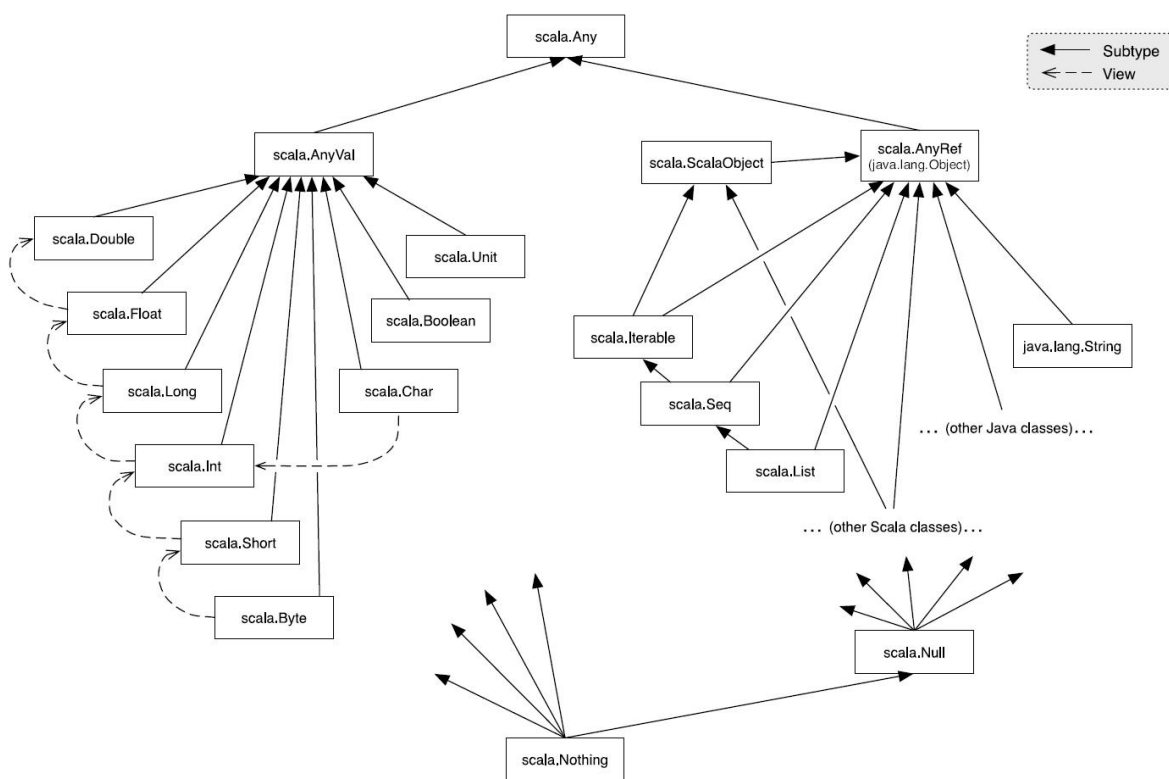 scala.Any
Subtype
View
scala.AnyVal
scala.ScalaObject
scala.AnyRef
(java.lang.Object)
scala.Double
scala.Unit
scala.Float
scala.Boolean
scala.Iterable
java.lang.String
scala.Long
scala.Char
scala.Seq
... (other Java classes)...
scala.Int
scala.List
... (other Scala classes)...
scala.Short
scala.Byte
scala.Null
scala.Nothing